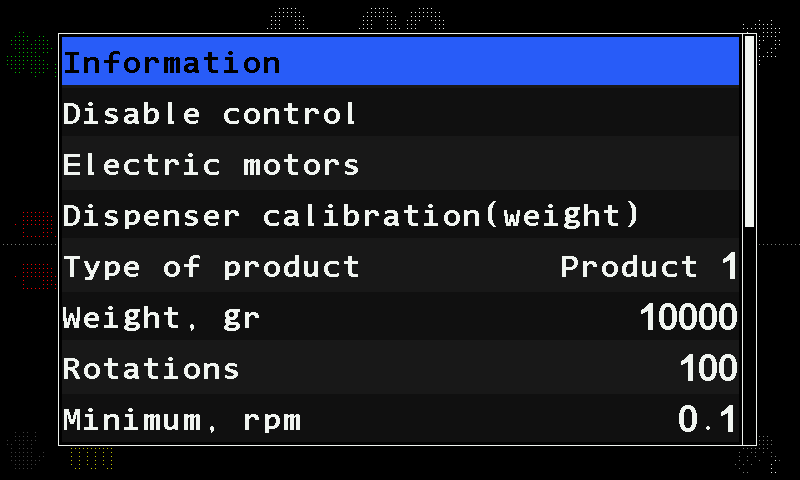 Information
Disable control
Electric motors
Dispenser calibration(weight)
Type of product Product 1
Weight, gr 10000
Rotations 100
Minimum, rpm 0.1